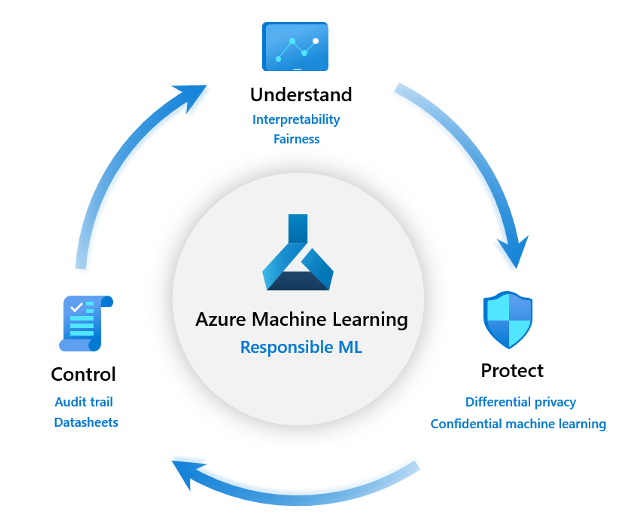 Understand
Interpretability
Fairness
Azure Machine Learning
Responsible ML
Protect
Differential privacy
Confidential machine learning
Control
Audit trail
Datasheets